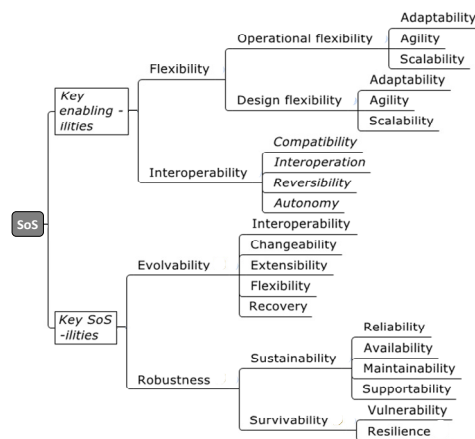 Adaptability
Operational flexibility
Agility
Scalability
Flexibility
Adaptability
Key
enabling -
ilities
Design flexibility
Agility
Scalability
Compatibility
Interoperability
Interoperation
Reversibility
Autonomy
SoS
Interoperability
Changeability
Evolvability
Extensibility
Flexibility
Recovery
Key SoS
-ilities
Reliability
Sustainability
Availability
Maintainability
Robustness
Supportability
Survivability
Vulnerability
Resilience